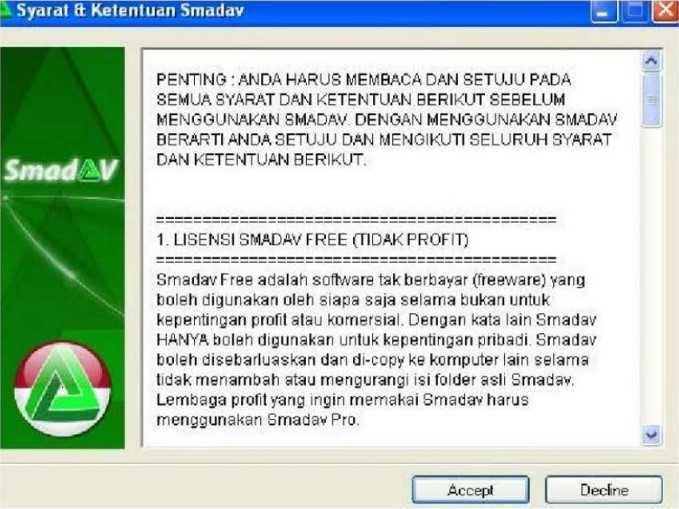 Syarat & Ketentuan Smadav
PENTING : ANDA HARUS MEMBACA DAN SETUJU PADA
SEMUA SYARAT DAN KETENTUAN BERIKUT SEBELUM
MENGGUNAKAN SMADAV. DENGAN MENGGUNAKAN SMADAV
BERARTI ANDA SETUJU DAN MENGIKUTI SELURUH SYARAT
DAN KETENTUAN BERIKUT.
SmadAV
===========================================
1. LISENSI SMADAV FREE (TIDAK PROFIT)
===========================================
Smadav Free adalah software tak berbayar (freeware) yang
boleh digunakan oleh siapa saja selama bukan untuk
kepentingan profit atau komersial. Dengan kata lain Smadav
HANYA boleh digunakan untuk kepentingan pribadi. Smadav
boleh disebarluaskan dan di-copy ke komputer lain selama
tidak menambah atau mengurangi isi folder asli Smadav.
Lembaga profit yang ingin memakai Smadav harus
menggunakan Smadav Pro.
Accept
Decline